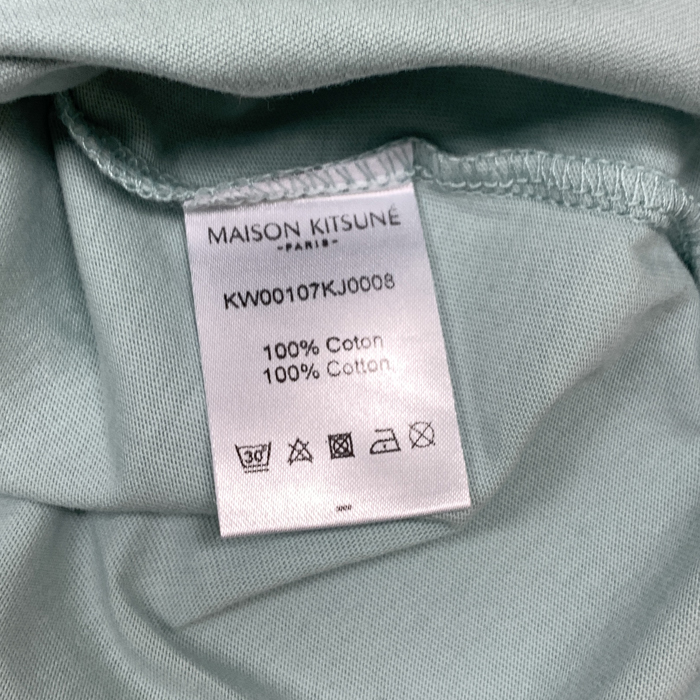 MAISON KITSUNÉ
-PARIS-
KW00107KJ0008
100% Coton
100% Cotton
30